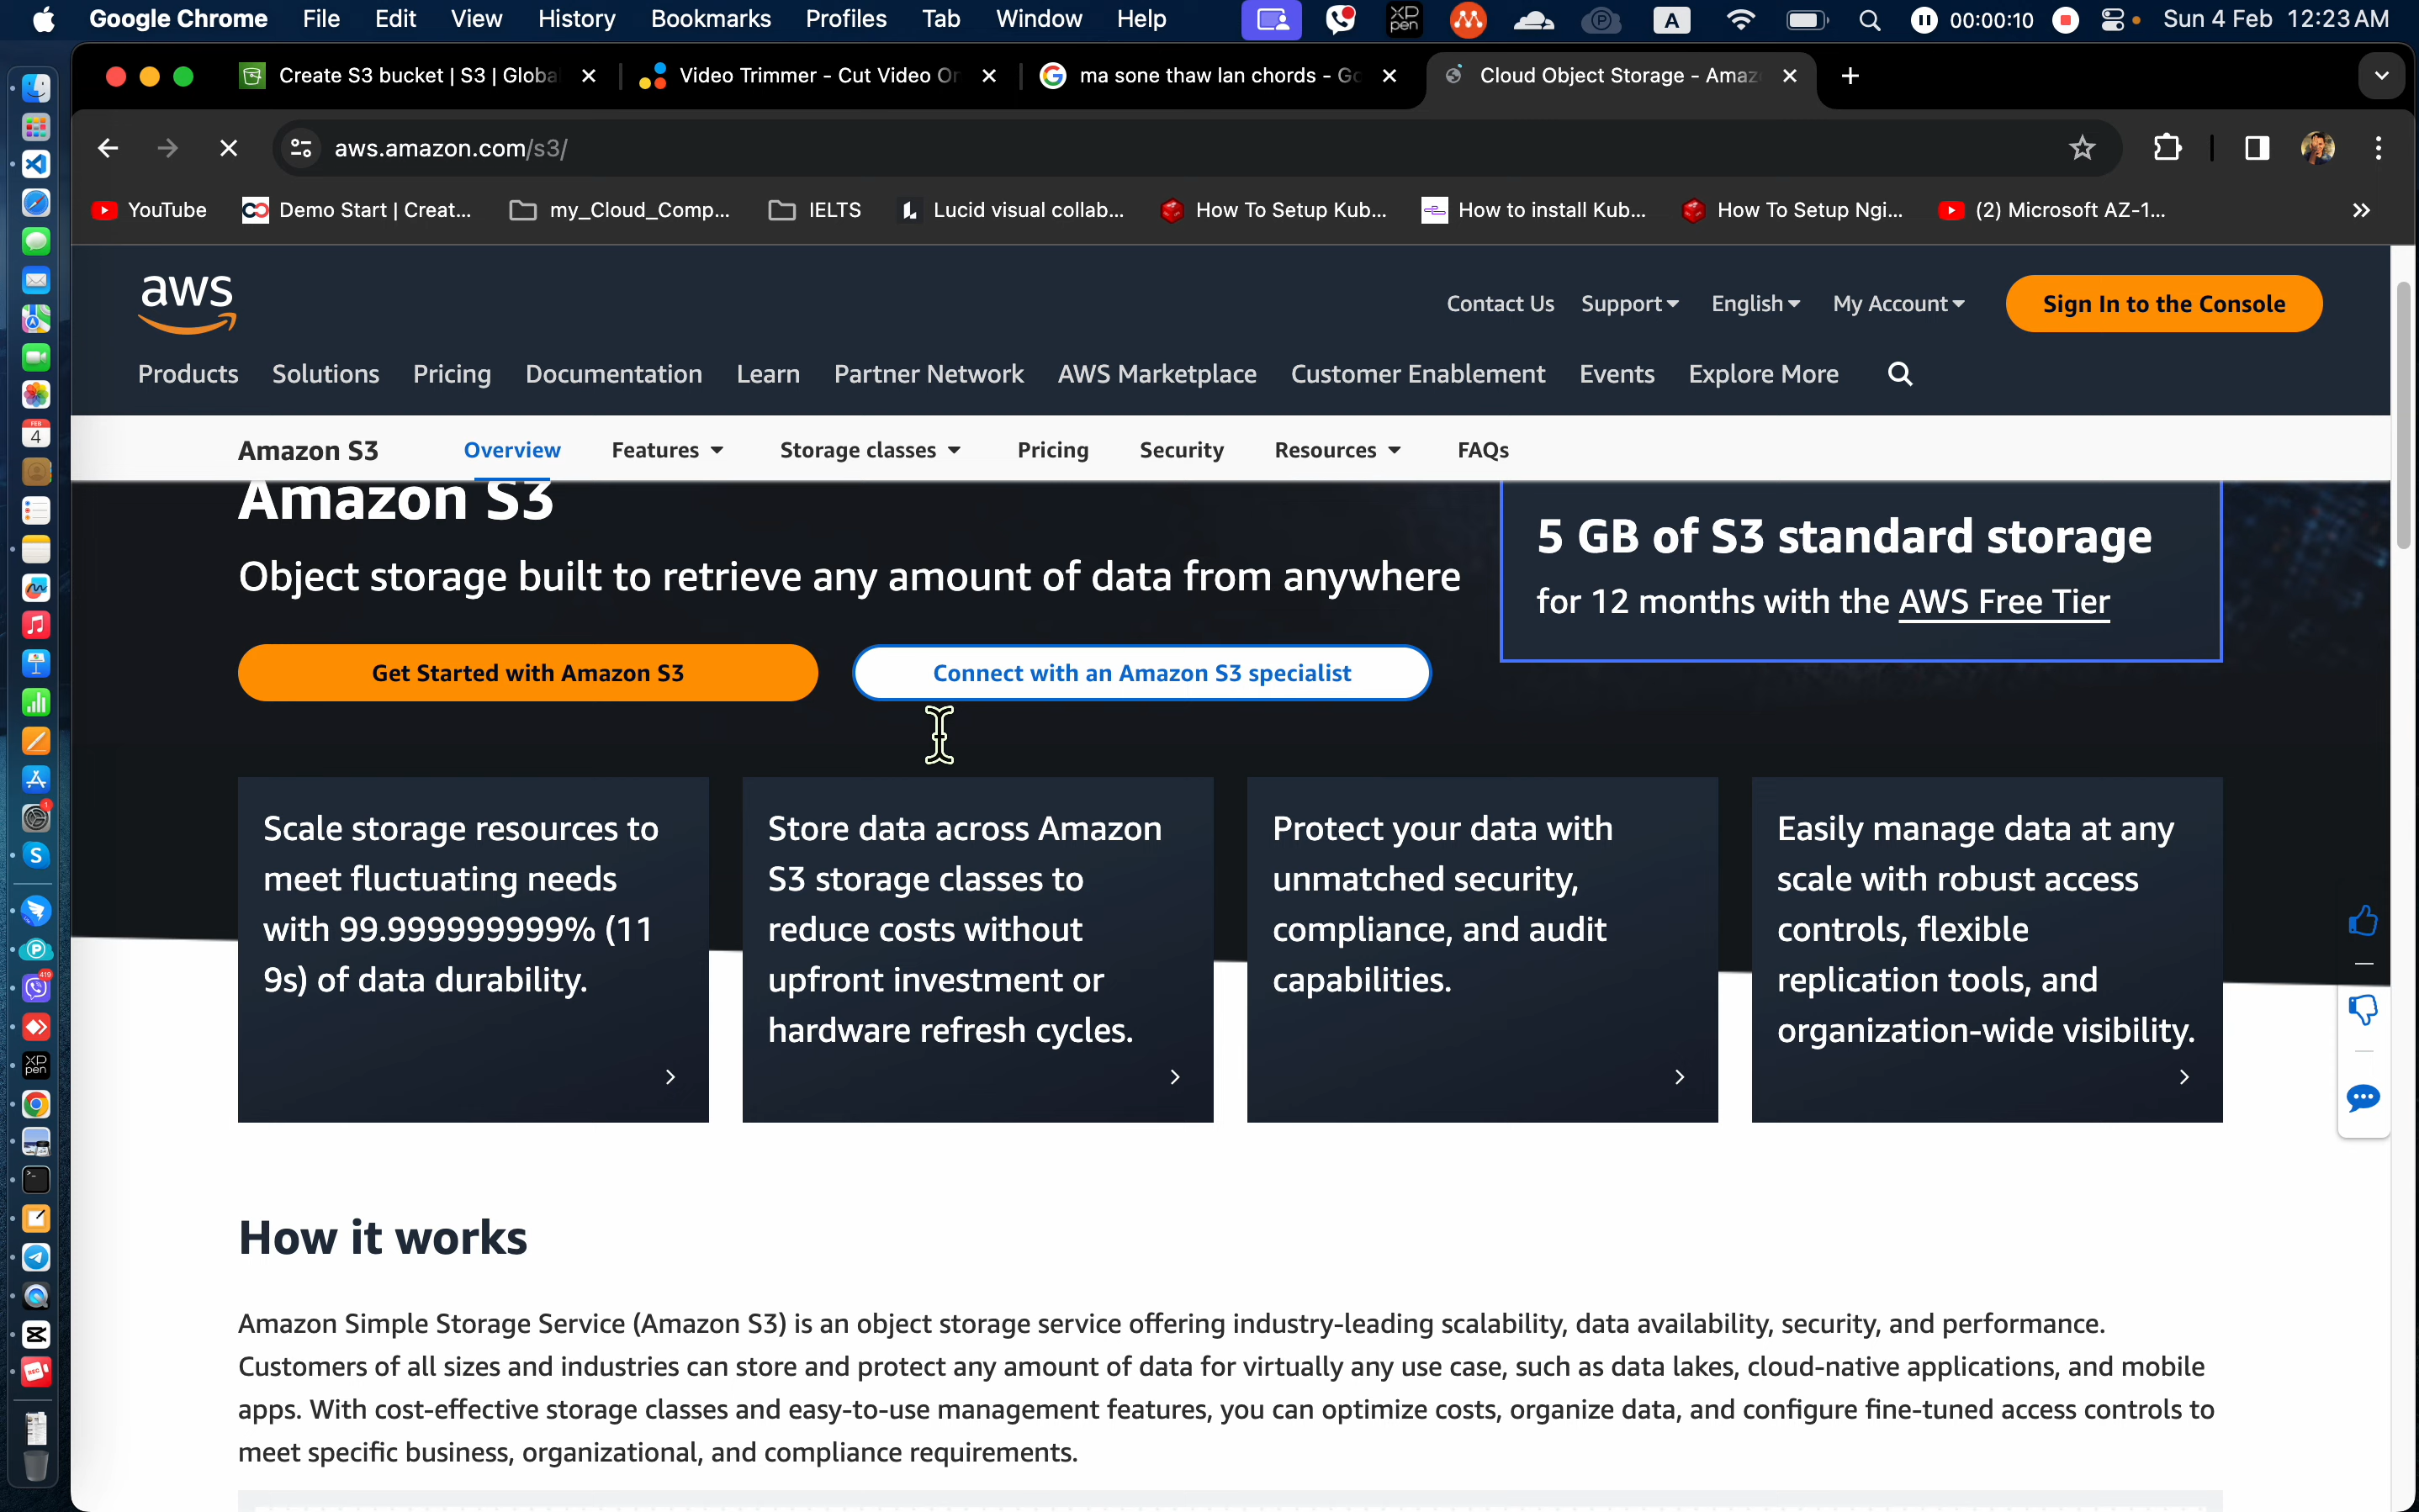 Google Chrome File Edit View History Bookmarks Profiles Tab Window Help XP pen A 00:00:10 Sun 4 Feb 12:23 AM
Create S3 bucket | S3 | Globa
Video Trimmer - Cut Video On
ma sone thaw lan chords - Go
Cloud Object Storage - Amaz
aws.amazon.com/s3/
YouTube
Demo Start | Creat...
my_Cloud_Comp...
IELTS
Lucid visual collab...
How To Setup Kub...
How to install Kub...
How To Setup Ngi...
(2) Microsoft AZ-1...
aws
Contact Us Support English My Account Sign In to the Console
Products Solutions Pricing Documentation Learn Partner Network AWS Marketplace Customer Enablement Events Explore More
Amazon S3 Overview Features Storage classes Pricing Security Resources FAQs
Amazon S3
Object storage built to retrieve any amount of data from anywhere
Get Started with Amazon S3
Connect with an Amazon S3 specialist
5 GB of S3 standard storage
for 12 months with the AWS Free Tier
Scale storage resources to
meet fluctuating needs
with 99.999999999% (11
9s) of data durability.
Store data across Amazon
S3 storage classes to
reduce costs without
upfront investment or
hardware refresh cycles.
Protect your data with
unmatched security,
compliance, and audit
capabilities.
Easily manage data at any
scale with robust access
controls, flexible
replication tools, and
organization-wide visibility.
How it works
Amazon Simple Storage Service (Amazon S3) is an object storage service offering industry-leading scalability, data availability, security, and performance.
Customers of all sizes and industries can store and protect any amount of data for virtually any use case, such as data lakes, cloud-native applications, and mobile
apps. With cost-effective storage classes and easy-to-use management features, you can optimize costs, organize data, and configure fine-tuned access controls to
meet specific business, organizational, and compliance requirements.
FEB
4
1
S
P
419
XP
pen
REC